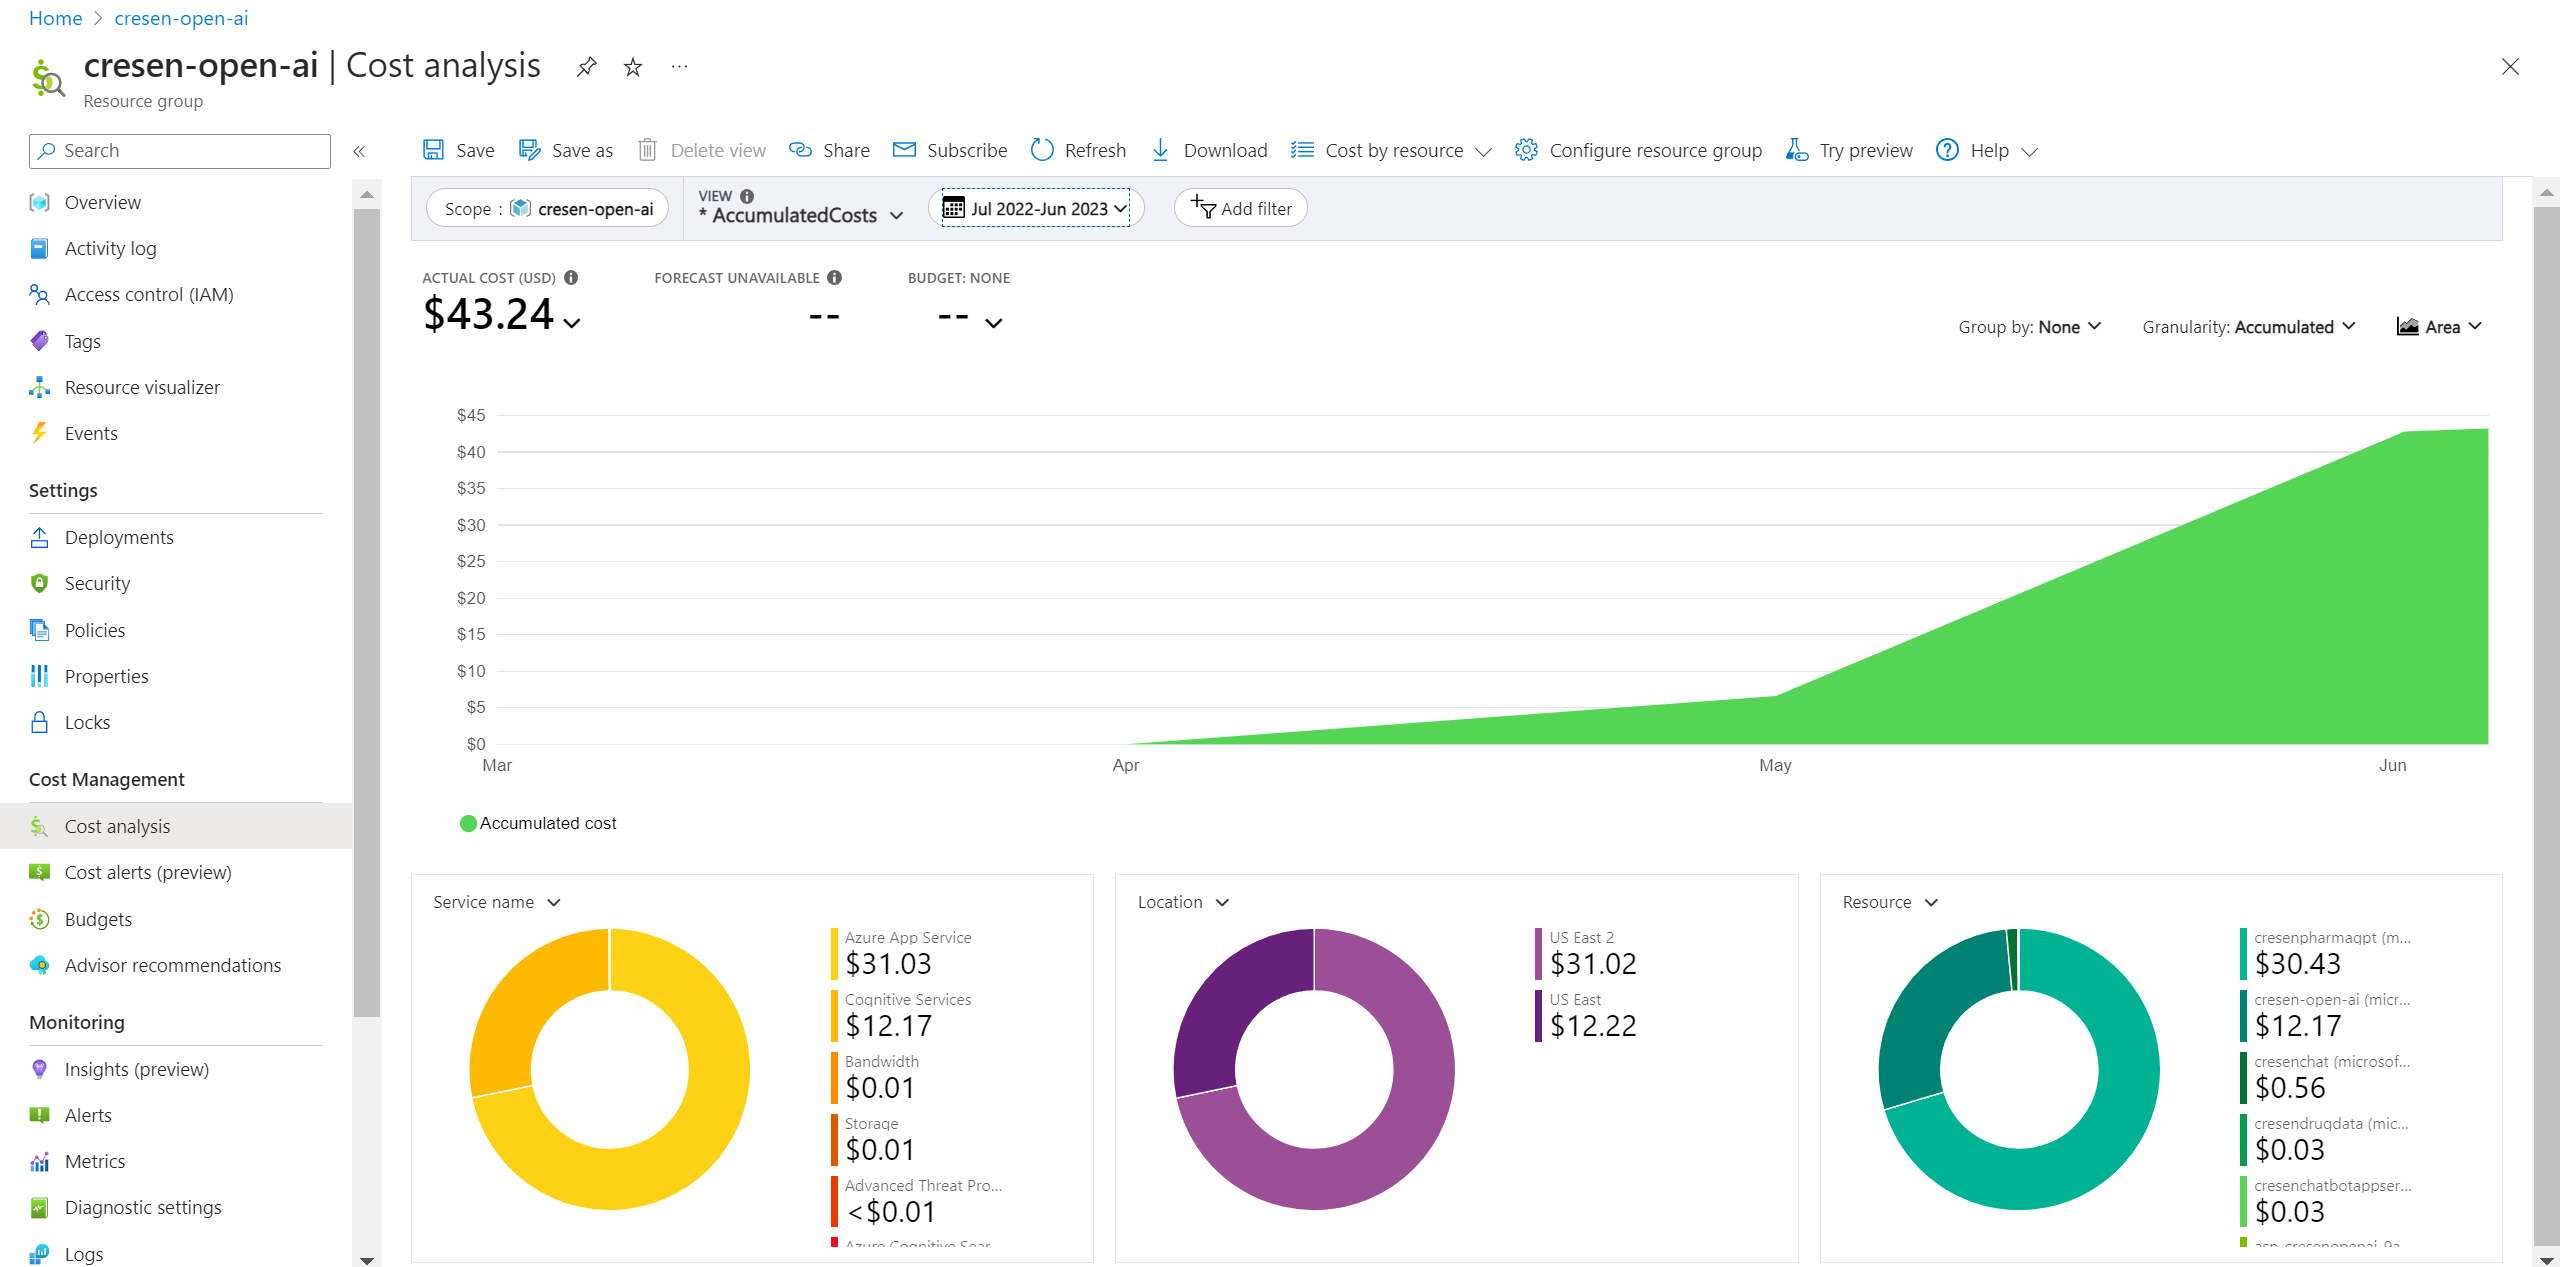 Home > cresen-open-ai
cresen-open-ai | Cost analysis
Resource group
Search
Overview
Activity log
Access control (IAM)
Tags
Resource visualizer
Events
Settings
Deployments
Security
Policies
Properties
Locks
Cost Management
Cost analysis
Cost alerts (preview)
Budgets
Advisor recommendations
Monitoring
Insights (preview)
Alerts
Metrics
Diagnostic settings
Logs
Save Save as Delete view Share Subscribe Refresh Download Cost by resource Configure resource group Try preview Help
Scope : cresen-open-ai
VIEW
* AccumulatedCosts
Jul 2022-Jun 2023
Add filter
ACTUAL COST (USD)
$43.24
FORECAST UNAVAILABLE
--
BUDGET: NONE
--
Group by: None
Granularity: Accumulated
Area
$45
$40
$35
$30
$25
$20
$15
$10
$5
$0
Mar Apr May Jun
Accumulated cost
Service name
Azure App Service
$31.03
Cognitive Services
$12.17
Bandwidth
$0.01
Storage
$0.01
Advanced Threat Pro...
<$0.01
Azure Cognitive Sear
Location
US East 2
$31.02
US East
$12.22
Resource
cresenpharmagpt (m...
$30.43
cresen-open-ai (micr...
$12.17
cresenchat (microsof...
$0.56
cresendrugdata (mic...
$0.03
cresenchatbotappser...
$0.03
asp-cresenopenai-9a